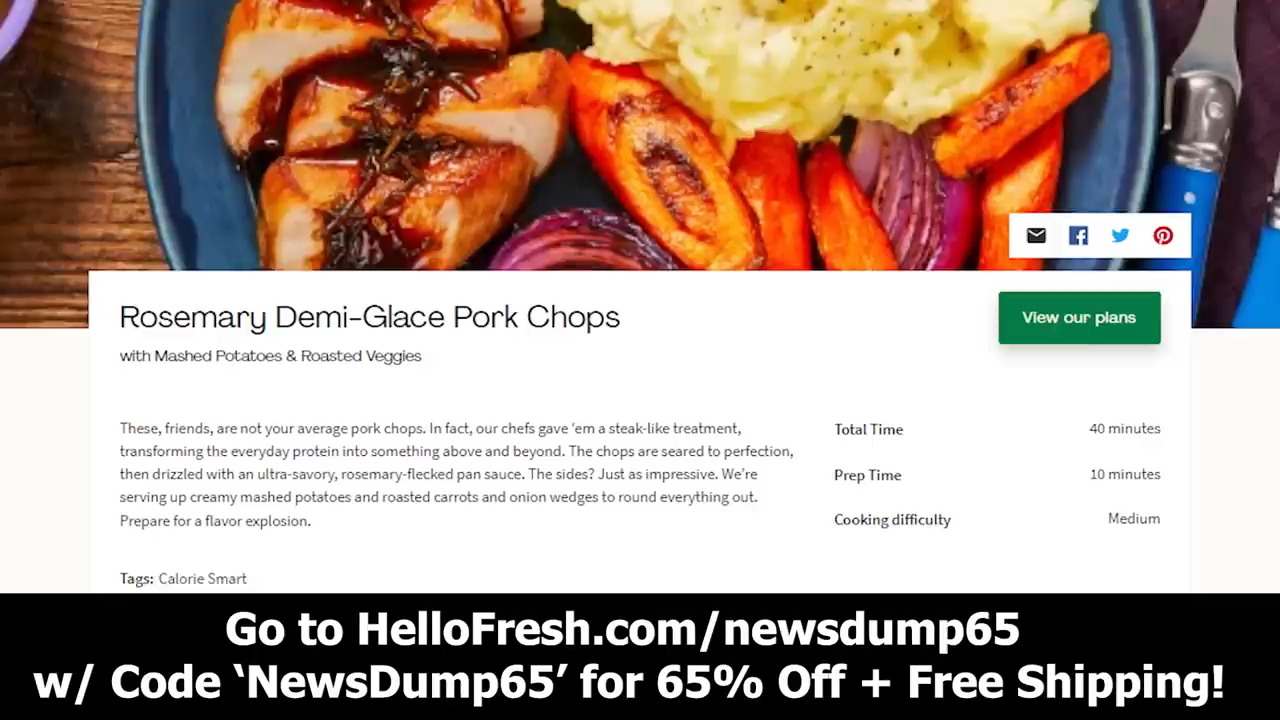 Rosemary Demi-Glace Pork Chops
View our plans
with Mashed Potatoes & Roasted Veggies
These, friends, are not your average pork chops. In fact, our chefs gave ‘em a steak-like treatment,
transforming the everyday protein into something above and beyond. The chops are seared to perfection,
then drizzled with an ultra-savory, rosemary-flecked pan sauce. The sides? Just as impressive. We’re
serving up creamy mashed potatoes and roasted carrots and onion wedges to round everything out.
Prepare for a flavor explosion.
Total Time 40 minutes
Prep Time 10 minutes
Cooking difficulty Medium
Tags: Calorie Smart
Go to HelloFresh.com/newsdump65
w/ Code ‘NewsDump65’ for 65% Off + Free Shipping!